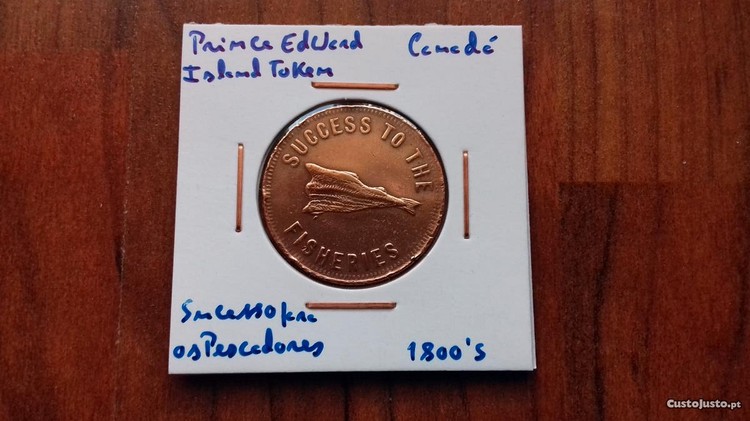 Prince Edward
Island Token
Canadá
SUCCESS TO THE
FISHERIES
Sucesso para
os Pescadores
1800's
CustoJusto.pt